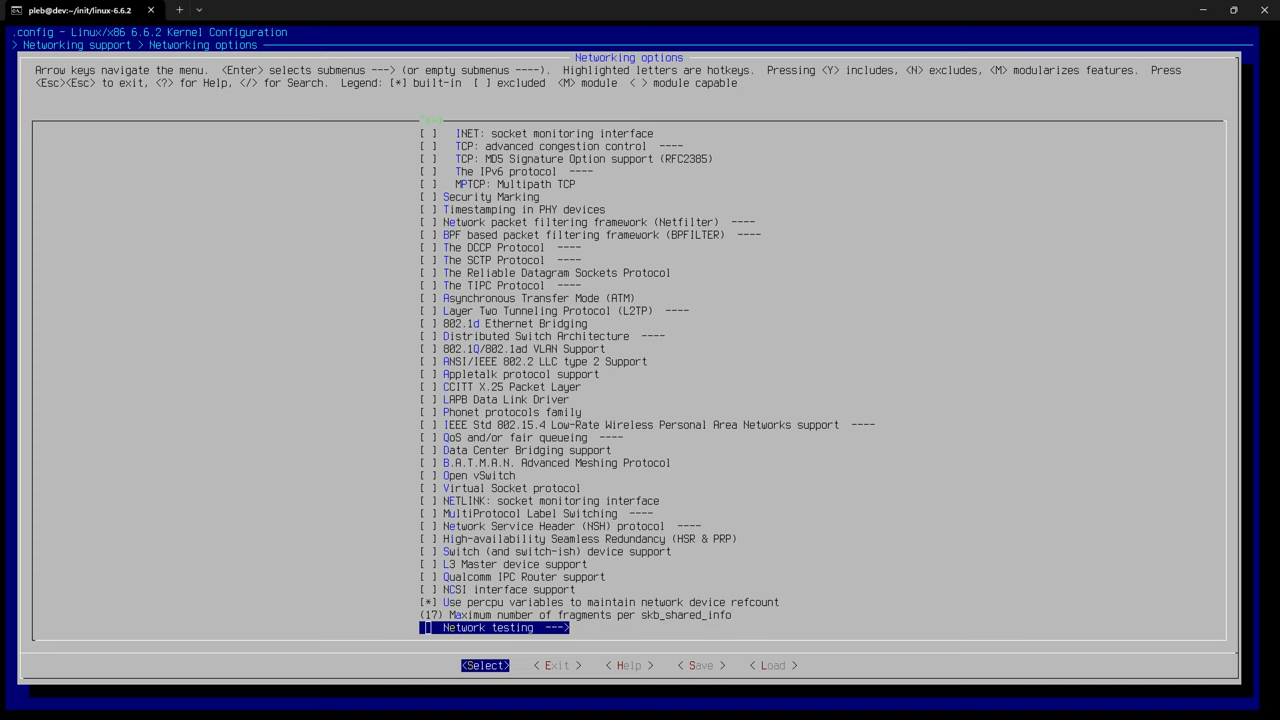 pleb@dev:~/init/linux-6.6.2
.config - Linux/x86 6.6.2 Kernel Configuration
> Networking support > Networking options
Networking options
Arrow keys navigate the menu. <Enter> selects submenus ---> (or empty submenus ----). Highlighted letters are hotkeys. Pressing <Y> includes, <N> excludes, <M> modularizes features. Press
<Esc><Esc> to exit, <?> for Help, </> for Search. Legend: [*] built-in [ ] excluded <M> module < > module capable
^(-)
[ ] INET: socket monitoring interface
[ ] TCP: advanced congestion control ----
[ ] TCP: MD5 Signature Option support (RFC2385)
[ ] The IPv6 protocol ----
[ ] MPTCP: Multipath TCP
[ ] Security Marking
[ ] Timestamping in PHY devices
[ ] Network packet filtering framework (Netfilter) ----
[ ] BPF based packet filtering framework (BPFILTER) ----
[ ] The DCCP Protocol ----
[ ] The SCTP Protocol ----
[ ] The Reliable Datagram Sockets Protocol
[ ] The TIPC Protocol ----
[ ] Asynchronous Transfer Mode (ATM)
[ ] Layer Two Tunneling Protocol (L2TP) ----
[ ] 802.1d Ethernet Bridging
[ ] Distributed Switch Architecture ----
[ ] 802.1Q/802.1ad VLAN Support
[ ] ANSI/IEEE 802.2 LLC type 2 Support
[ ] Appletalk protocol support
[ ] CCITT X.25 Packet Layer
[ ] LAPB Data Link Driver
[ ] Phonet protocols family
[ ] IEEE Std 802.15.4 Low-Rate Wireless Personal Area Networks support ----
[ ] QoS and/or fair queueing ----
[ ] Data Center Bridging support
[ ] B.A.T.M.A.N. Advanced Meshing Protocol
[ ] Open vSwitch
[ ] Virtual Socket protocol
[ ] NETLINK: socket monitoring interface
[ ] MultiProtocol Label Switching ----
[ ] Network Service Header (NSH) protocol ----
[ ] High-availability Seamless Redundancy (HSR & PRP)
[ ] Switch (and switch-ish) device support
[ ] L3 Master device support
[ ] Qualcomm IPC Router support
[ ] NCSI interface support
[*] Use percpu variables to maintain network device refcount
(17) Maximum number of fragments per skb_shared_info
Network testing --->
<Select> < Exit > < Help > < Save > < Load >